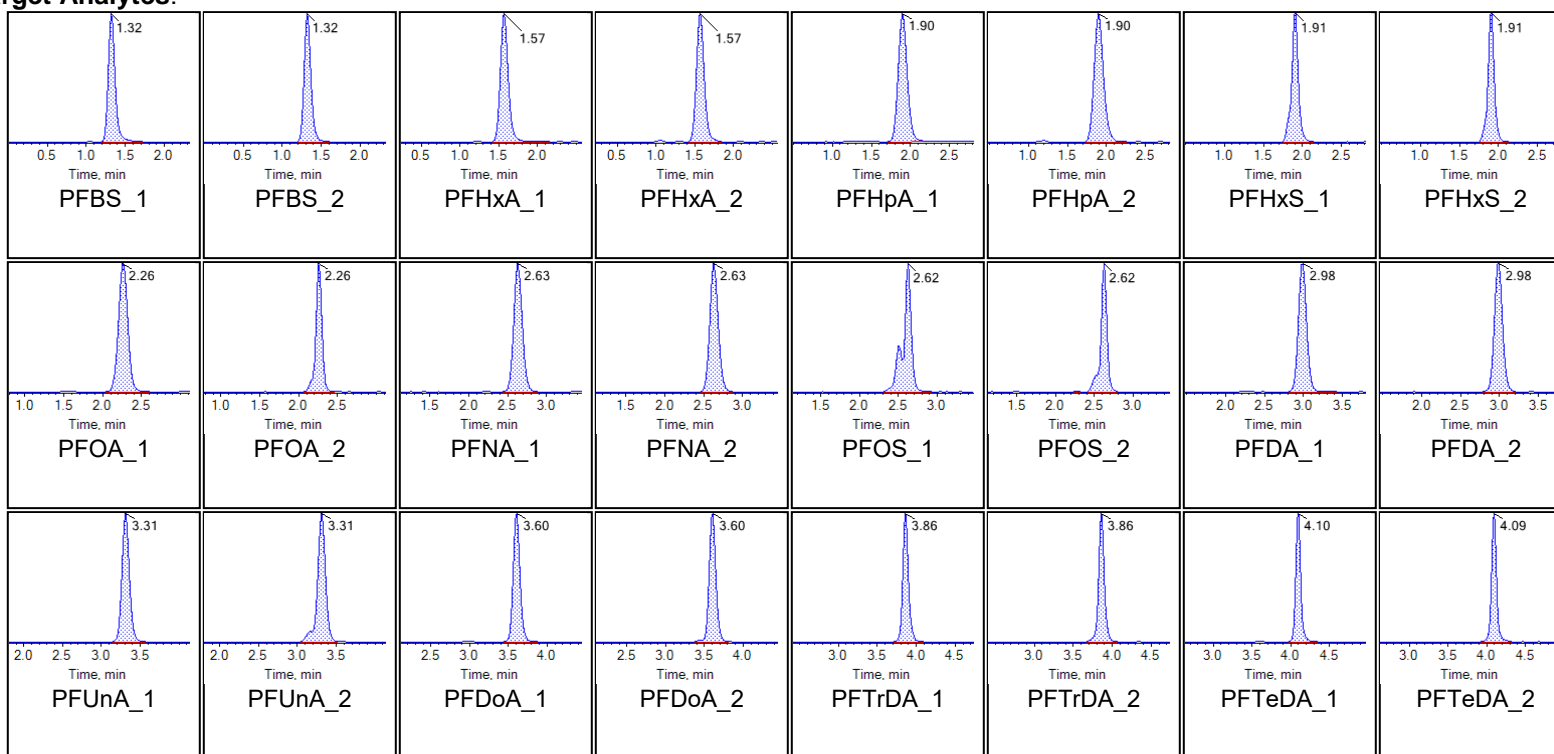 arget Analytes:
1.32 1.32 1.57 1.57 1.90 1.90 1.91 1.91
0.5 1.0 1.5 2.0 0.5 1.0 1.5 2.0 0.5 1.0 1.5 2.0 0.5 1.0 1.5 2.0 1.0 1.5 2.0 2.5 1.0 1.5 2.0 2.5 1.0 1.5 2.0 2.5 1.0 1.5 2.0 2.5
Time, min Time, min Time, min Time, min Time, min Time, min Time, min Time, min
PFBS_1 PFBS_2 PFHxA_1 PFHxA_2 PFHpA_1 PFHpA_2 PFHxS_1 PFHxS_2
2.26 2.26 2.63 2.63 2.62 2.62 2.98 2.98
1.0 1.5 2.0 2.5 1.0 1.5 2.0 2.5 1.5 2.0 2.5 3.0 1.5 2.0 2.5 3.0 1.5 2.0 2.5 3.0 1.5 2.0 2.5 3.0 2.0 2.5 3.0 3.5 2.0 2.5 3.0 3.5
Time, min Time, min Time, min Time, min Time, min Time, min Time, min Time, min
PFOA_1 PFOA_2 PFNA_1 PFNA_2 PFOS_1 PFOS_2 PFDA_1 PFDA_2
3.31 3.31 3.60 3.60 3.86 3.86 4.10 4.09
2.0 2.5 3.0 3.5 2.0 2.5 3.0 3.5 2.5 3.0 3.5 4.0 2.5 3.0 3.5 4.0 3.0 3.5 4.0 4.5 3.0 3.5 4.0 4.5 3.0 3.5 4.0 4.5 3.0 3.5 4.0 4.5
Time, min Time, min Time, min Time, min Time, min Time, min Time, min Time, min
PFUnA_1 PFUnA_2 PFDoA_1 PFDoA_2 PFTrDA_1 PFTrDA_2 PFTeDA_1 PFTeDA_2